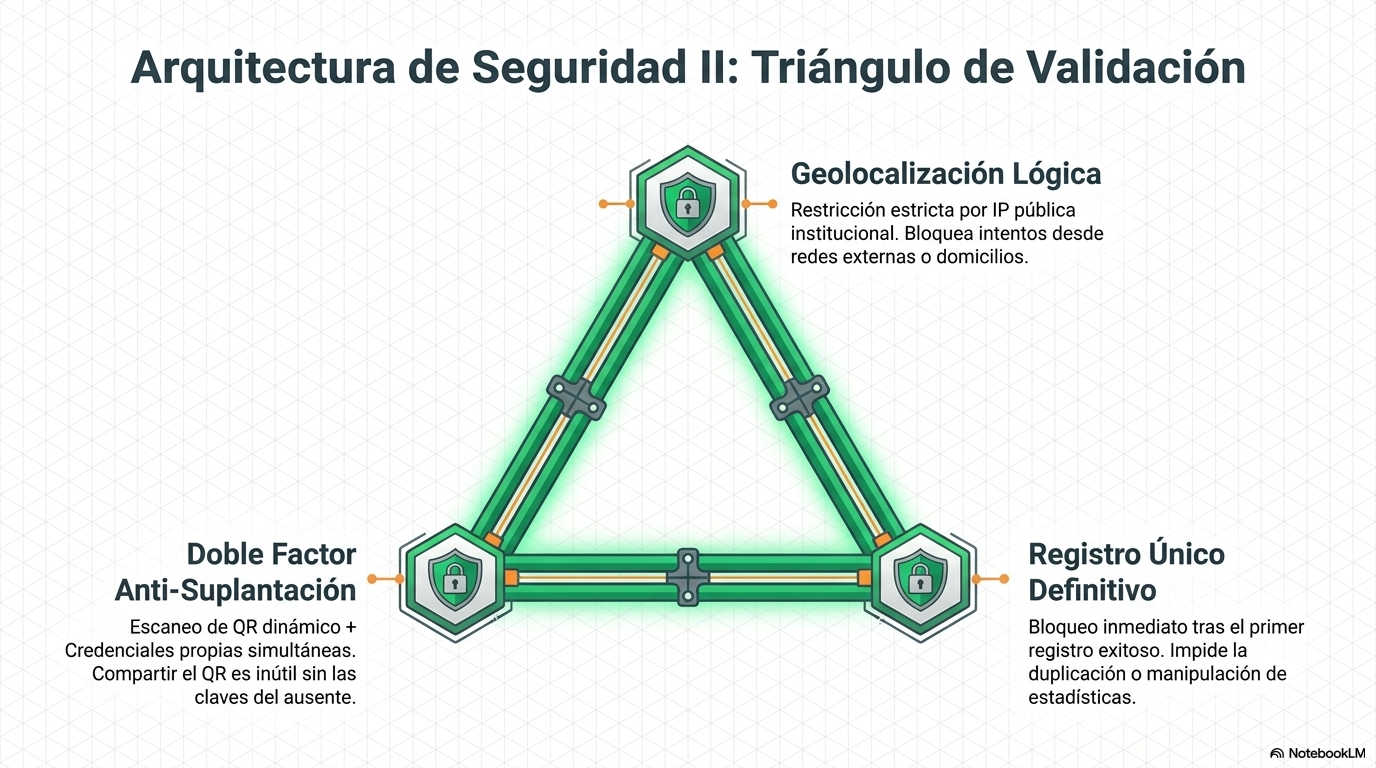 Arquitectura de Seguridad II: Triángulo de Validación
Geolocalización Lógica
Restricción estricta por IP pública
institucional. Bloquea intentos desde
redes externas o domicilios.
Doble Factor
Anti-Suplantación
Escaneo de QR dinámico +
Credenciales propias simultáneas.
Compartir el QR es inútil sin las
claves del ausente.
Registro Único
Definitivo
Bloqueo inmediato tras el primer
registro exitoso. Impide la
duplicación o manipulación de
estadísticas.
NotebookLM